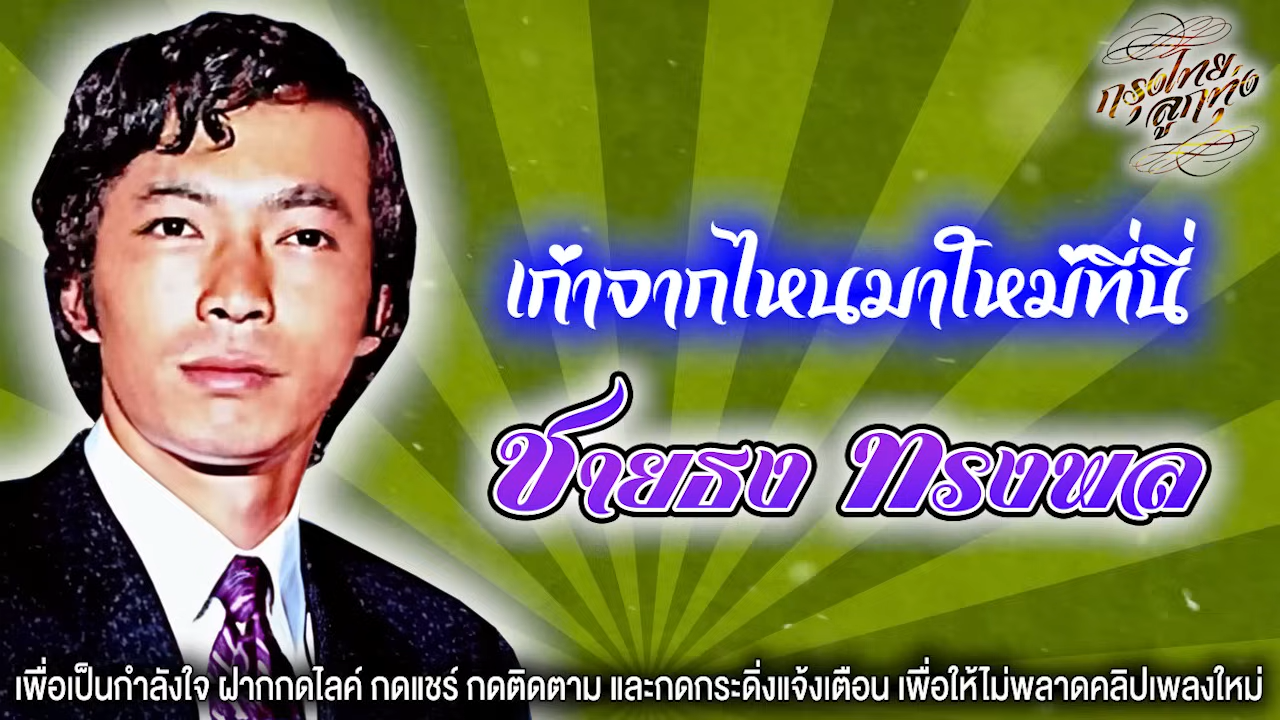 กรุงไทย
ลูกทุ่ง
เก้าจากไหนมาใหม้ที่นี่
ชายธง ทรงพล
เพื่อเป็นกำลังใจ ฝากกดไลค์ กดแชร์ กดติดตาม และกดกระดิ่งแจ้งเตือน เพื่อให้ไม่พลาดคลิปเพลงใหม่